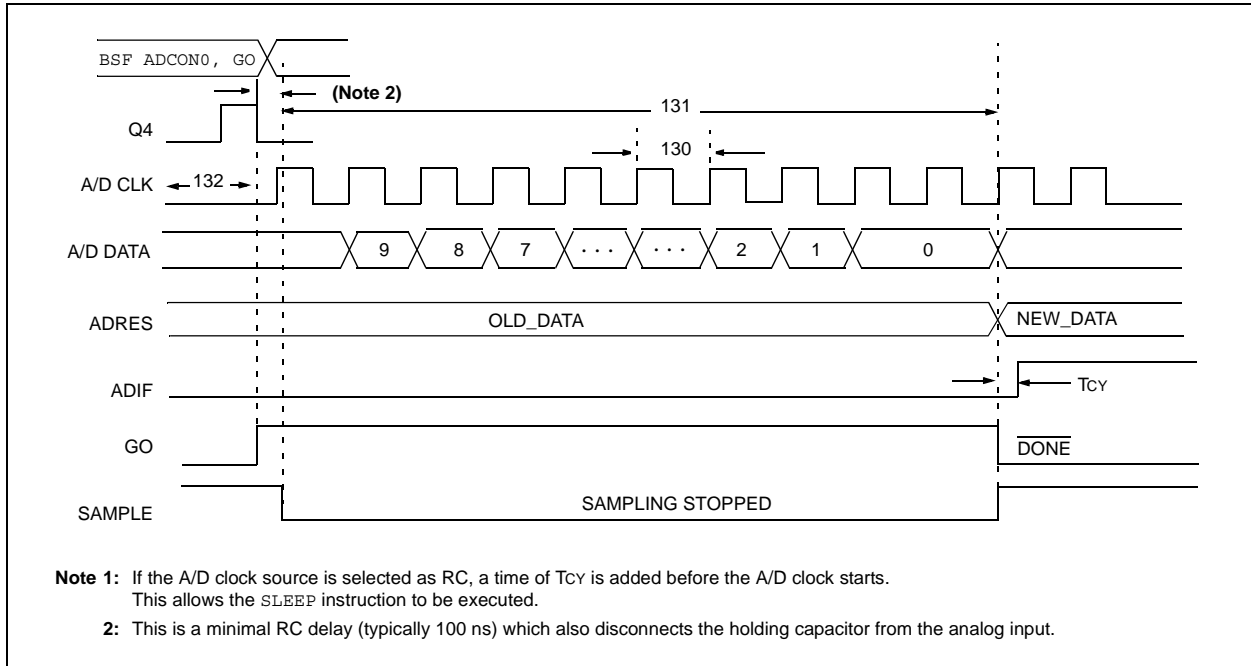 BSF ADCON0, GO
(Note 2)
131
Q4
130
A/D CLK
132
A/D DATA
9 8 7 · · · · · · 2 1 0
ADRES
OLD_DATA
NEW_DATA
ADIF
TCY
GO
DONE
SAMPLE
SAMPLING STOPPED
Note 1: If the A/D clock source is selected as RC, a time of TCY is added before the A/D clock starts.
This allows the SLEEP instruction to be executed.
2: This is a minimal RC delay (typically 100 ns) which also disconnects the holding capacitor from the analog input.